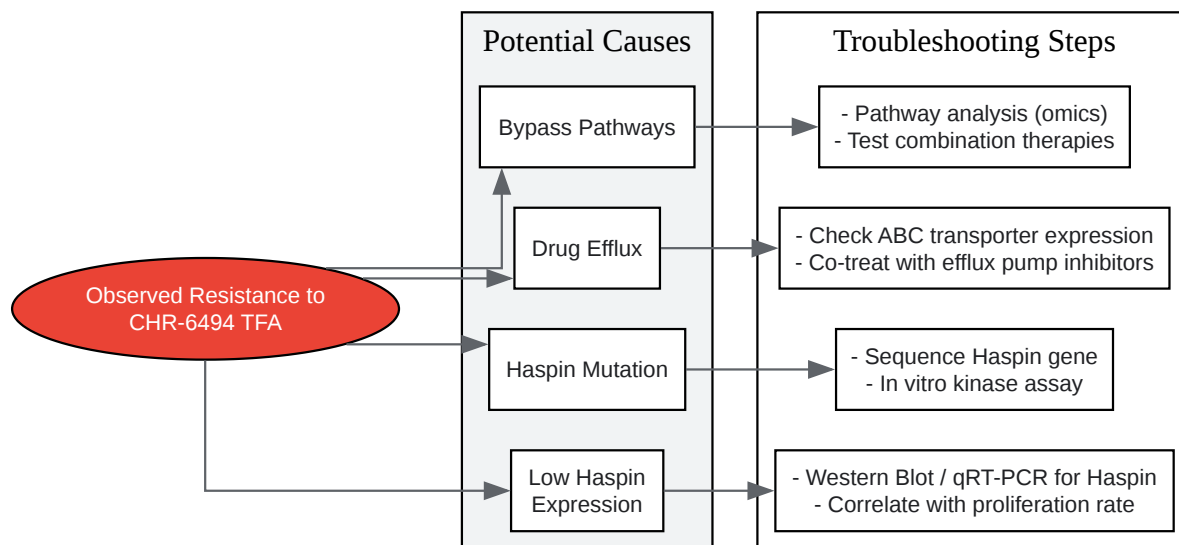 Potential Causes
Troubleshooting Steps
Bypass Pathways
- Pathway analysis (omics)
- Test combination therapies
Drug Efflux
- Check ABC transporter expression
- Co-treat with efflux pump inhibitors
Observed Resistance to
CHR-6494 TFA
Haspin Mutation
- Sequence Haspin gene
- In vitro kinase assay
Low Haspin
Expression
- Western Blot / qRT-PCR for Haspin
- Correlate with proliferation rate